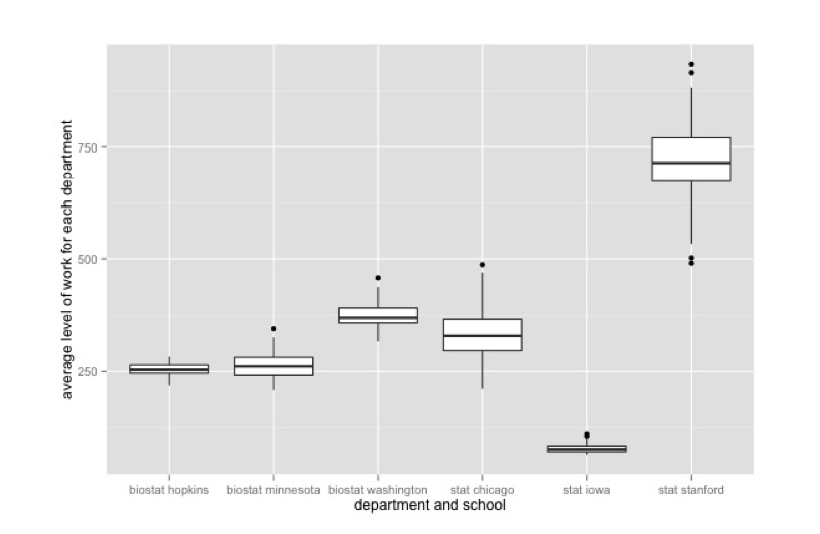 average level of work for each department
750
500
250
biostat hopkins biostat minnesota biostat washington stat chicago stat iowa stat stanford
department and school